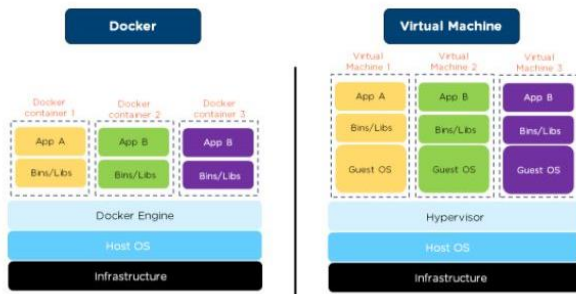 Docker
Docker container 1
Docker container 2
Docker container 3
App A
App B
App B
Bins/Libs
Bins/Libs
Bins/Libs
Docker Engine
Host OS
Infrastructure
Virtual Machine
Virtual Machine 1
Virtual Machine 2
Virtual Machine 3
App A
App B
App B
Bins/Libs
Bins/Libs
Bins/Libs
Guest OS
Guest OS
Guest OS
Hypervisor
Host OS
Infrastructure